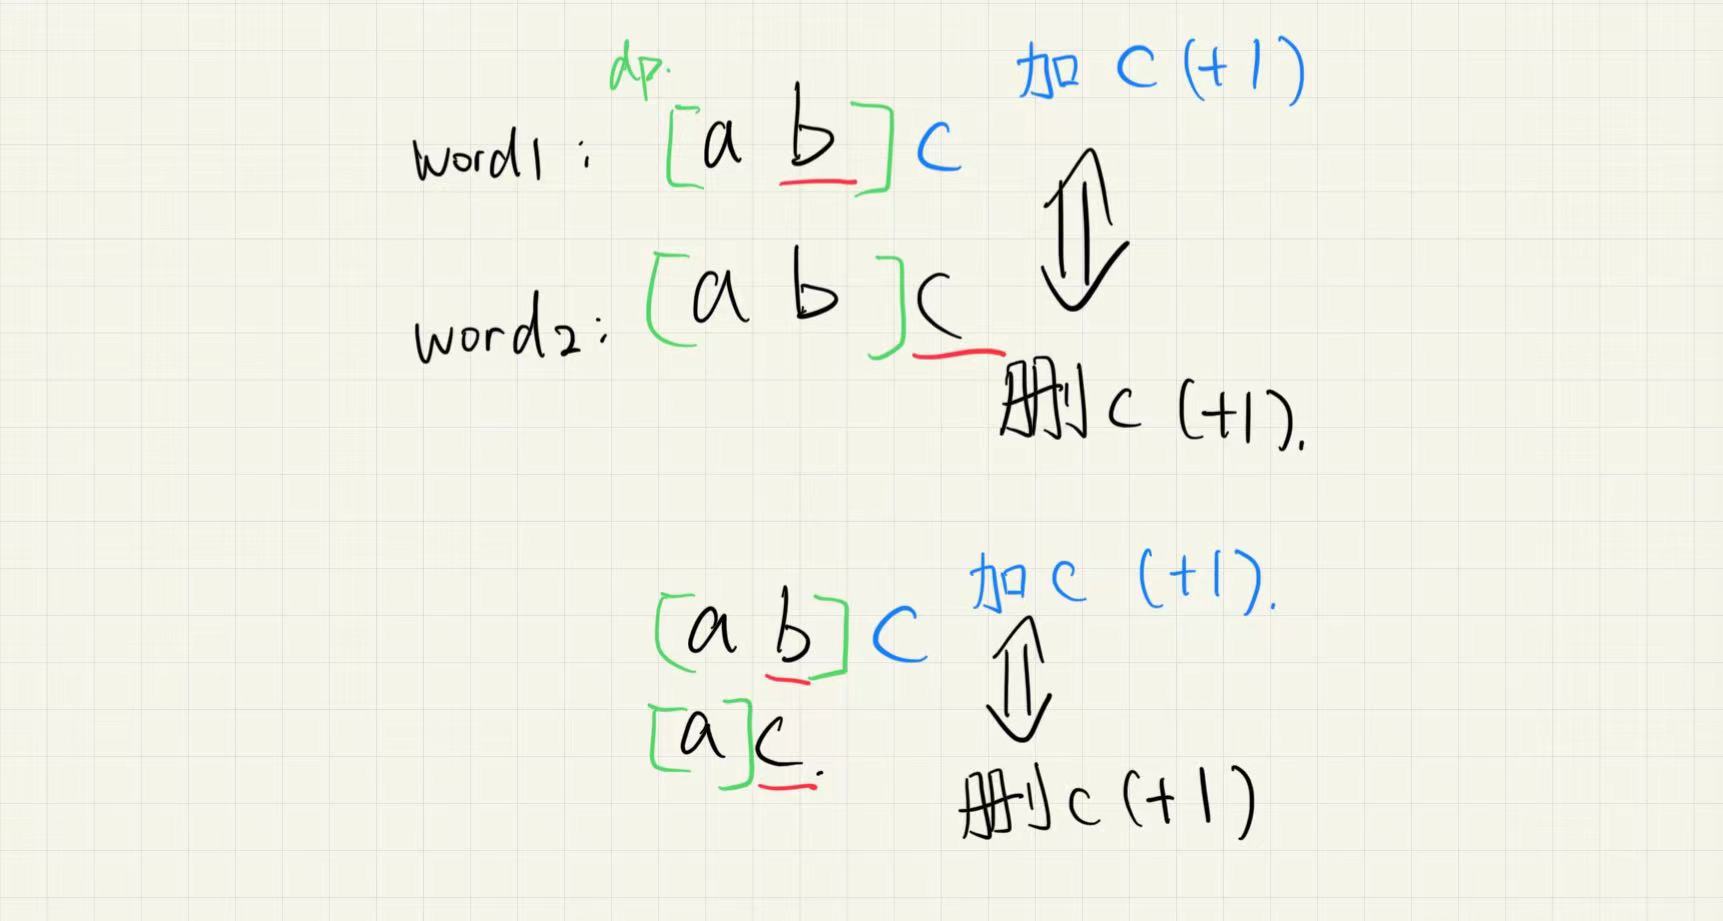 dp.
加 c (+1)
word1: [a b] c
word2: [a b] c
删 c (+1).
加 c (+1).
[a b] c
[a] c.
删 c (+1)